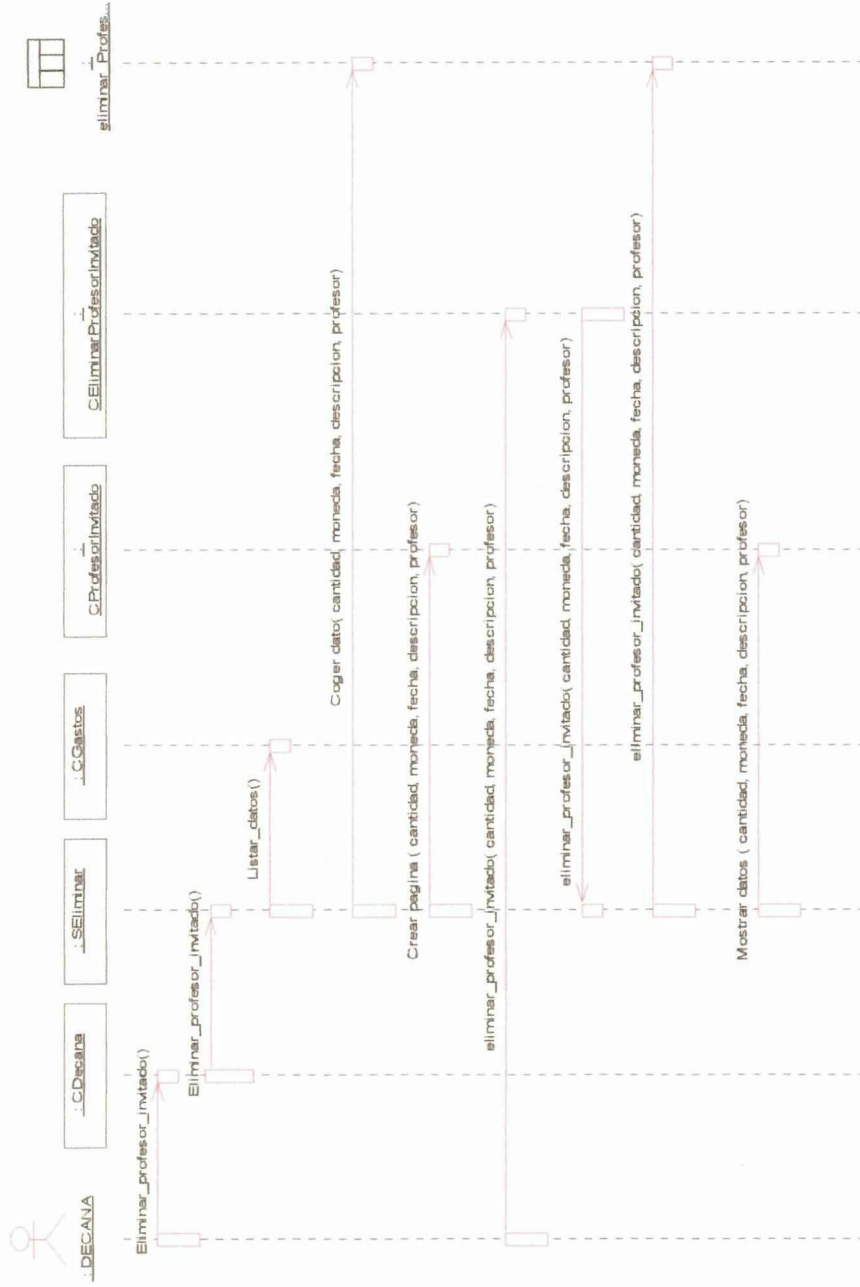 : DECANA
: CDecana
: SEliminar
: CGastos
:
CProfesorInvitado
:
CEliminarProfesorInvitado
:
eliminar_Profes...
Eliminar_profesor_invitado()
Eliminar_profesor_invitado()
Listar_datos()
Coger dato( cantidad, moneda, fecha, descripcion, profesor)
Crear pagina ( cantidad, moneda, fecha, descripcion, profesor)
eliminar_profesor_invitado( cantidad, moneda, fecha, descripcion, profesor)
eliminar_profesor_invitado( cantidad, moneda, fecha, descripcion, profesor)
eliminar_profesor_invitado( cantidad, moneda, fecha, descripcion, profesor)
Mostrar datos ( cantidad, moneda, fecha, descripcion, profesor)